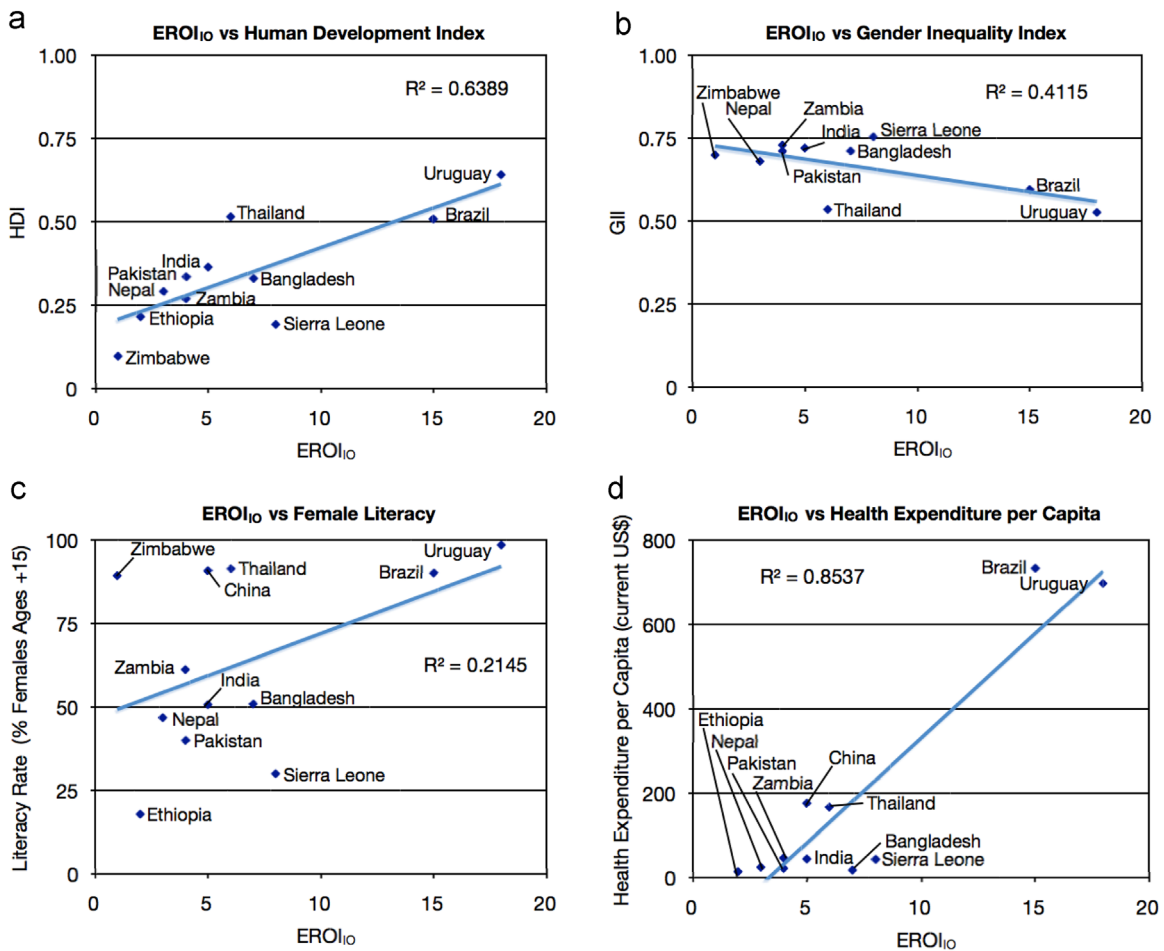 a
EROI_IO vs Human Development Index
1.00
R² = 0.6389
0.75
Uruguay
HDI
0.50
Thailand
Brazil
India
Pakistan
Bangladesh
Nepal
0.25
Zambia
Ethiopia
Sierra Leone
Zimbabwe
0
0 5 10 15 20
EROI_IO
b
EROI_IO vs Gender Inequality Index
1.00
R² = 0.4115
Zimbabwe
Nepal
Zambia
0.75
India
Sierra Leone
Bangladesh
Pakistan
Brazil
GII
Thailand
Uruguay
0.50
0.25
0
0 5 10 15 20
EROI_IO
c
EROI_IO vs Female Literacy
100
Zimbabwe
Uruguay
Thailand
Brazil
China
75
Literacy Rate (% Females Ages +15)
Zambia
R² = 0.2145
India
Bangladesh
50
Nepal
Pakistan
Sierra Leone
25
Ethiopia
0
0 5 10 15 20
EROI_IO
d
EROI_IO vs Health Expenditure per Capita
800
R² = 0.8537
Brazil
Uruguay
Health Expenditure per Capita (current US$)
600
400
Ethiopia
Nepal
Pakistan
China
Zambia
200
Thailand
Bangladesh
India
Sierra Leone
0
0 5 10 15 20
EROI_IO